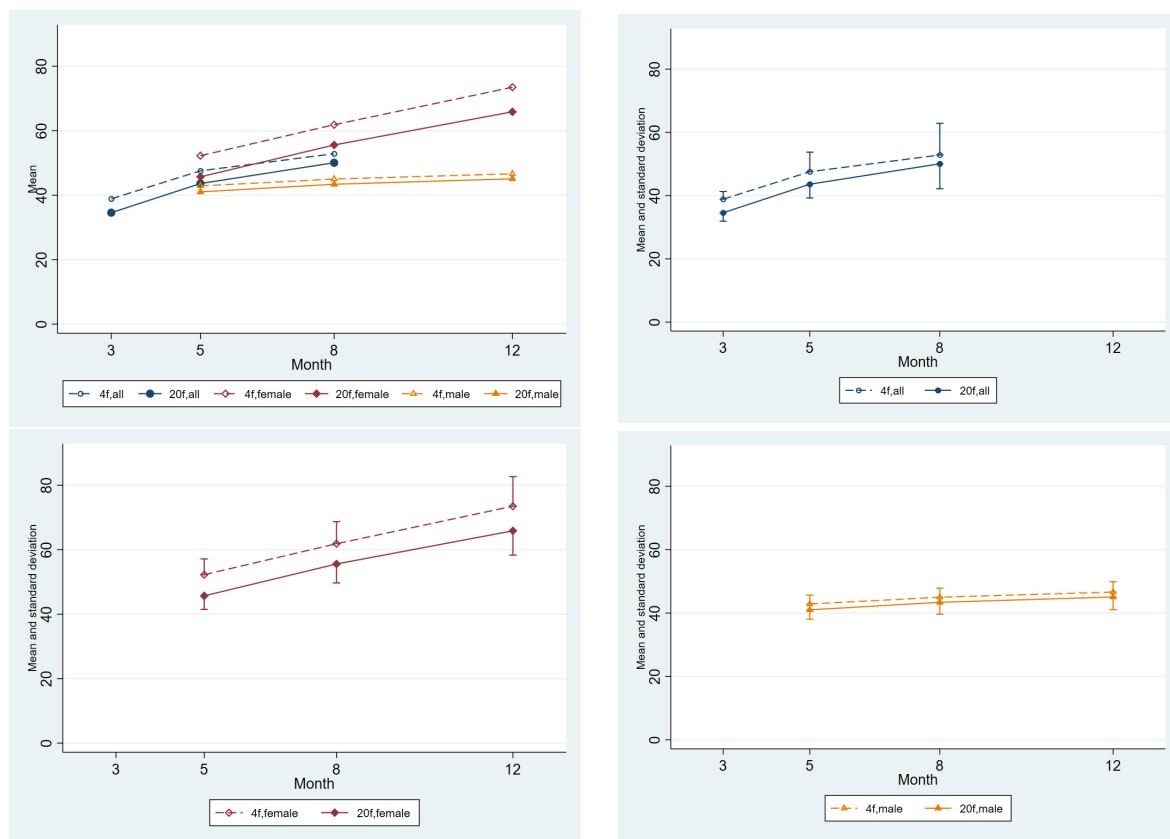 80
60
Mean
40
20
0
3 5 8 12
Month
4f,all 20f,all 4f,female 20f,female 4f,male 20f,male
80
60
Mean and standard deviation
40
20
0
3 5 8 12
Month
4f,all 20f,all
80
60
Mean and standard deviation
40
20
0
3 5 8 12
Month
4f,female 20f,female
80
60
Mean and standard deviation
40
20
0
3 5 8 12
Month
4f,male 20f,male